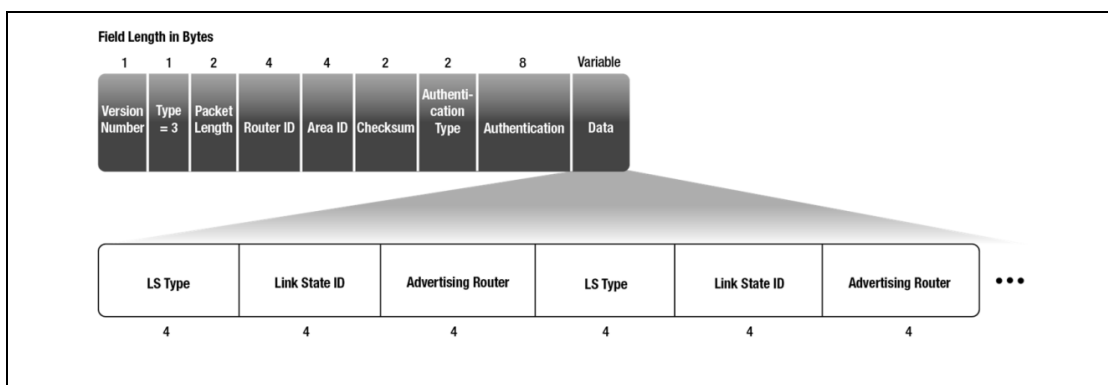 Field Length in Bytes
1 1 2 4 4 2 2 8 Variable
Version Number
Type = 3
Packet Length
Router ID
Area ID
Checksum
Authenti-
cation
Type
Authentication
Data
LS Type Link State ID Advertising Router LS Type Link State ID Advertising Router •••
4 4 4 4 4 4